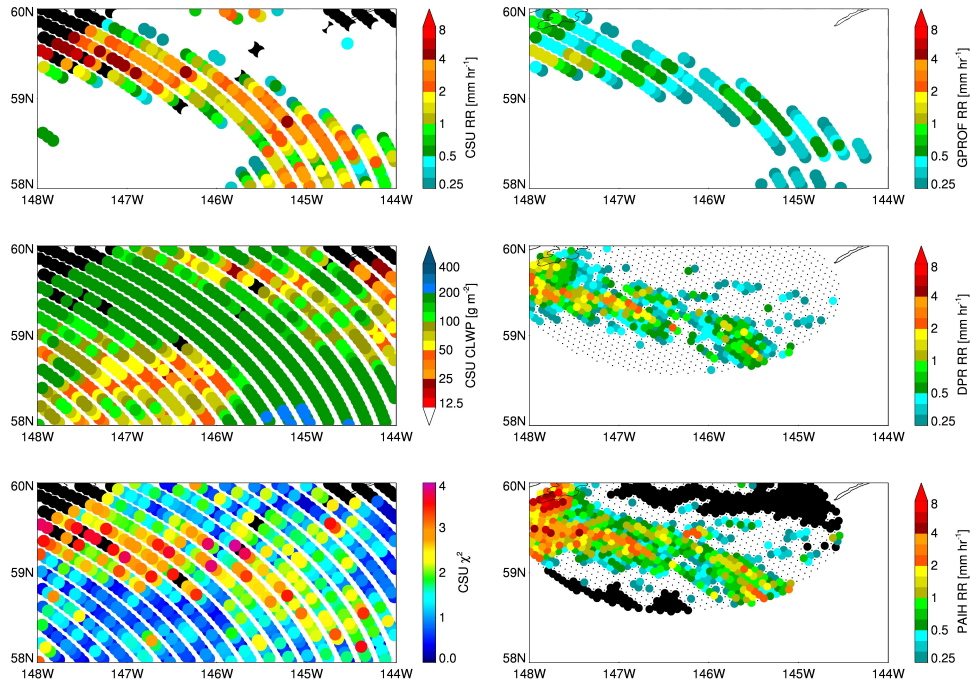 60N
59N
58N
148W 147W 146W 145W 144W
8
4
2
1
0.5
0.25
CSU RR [mm hr⁻¹]
60N
59N
58N
148W 147W 146W 145W 144W
8
4
2
1
0.5
0.25
GPROF RR [mm hr⁻¹]
60N
59N
58N
148W 147W 146W 145W 144W
400
200
100
50
25
12.5
CSU CLWP [g m⁻²]
60N
59N
58N
148W 147W 146W 145W 144W
8
4
2
1
0.5
0.25
DPR RR [mm hr⁻¹]
60N
59N
58N
148W 147W 146W 145W 144W
4
3
2
1
0.0
CSU χ²
60N
59N
58N
148W 147W 146W 145W 144W
8
4
2
1
0.5
0.25
PAIH RR [mm hr⁻¹]